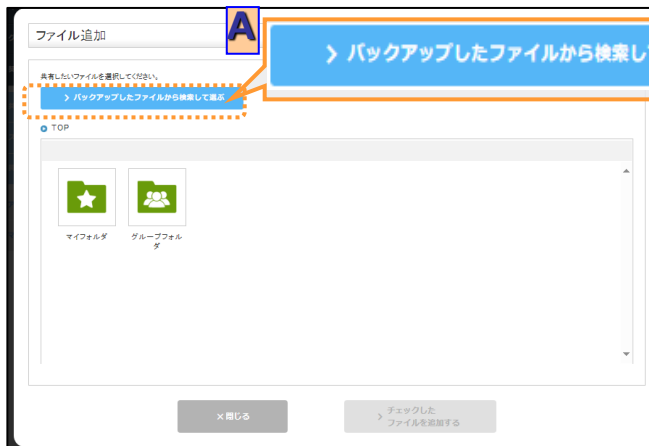 ファイル追加
A
> バックアップしたファイルから検索し
共有したいファイルを選択してください。
> バックアップしたファイルから検索して選ぶ
TOP
マイフォルダ
グループフォル
ダ
×閉じる
> チェックした
ファイルを追加する